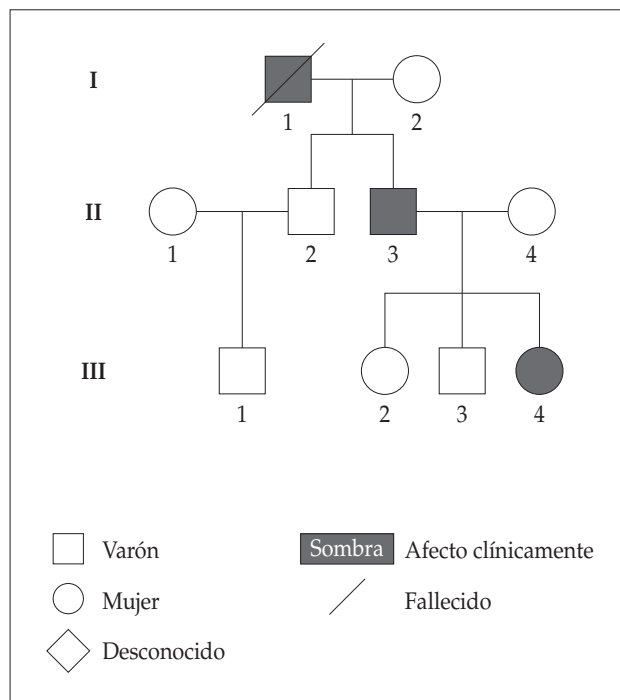 I
1 2
II
1 2 3 4
III
1 2 3 4
Varón Sombra Afecto clínicamente
Mujer Fallecido
Desconocido